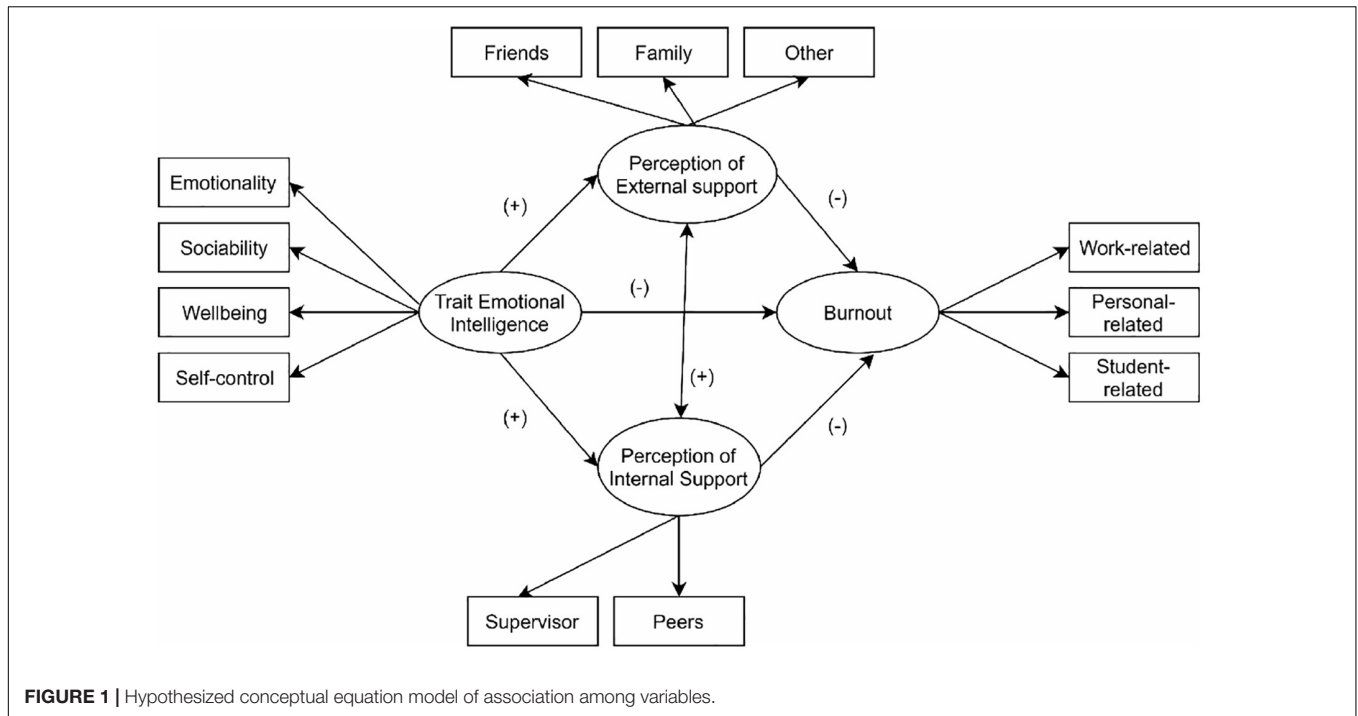 Friends
Family
Other
Perception of
External support
Emotionality
Sociability
Wellbeing
Self-control
(+)
(-)
Trait Emotional
Intelligence
(-)
Burnout
Work-related
Personal-
related
Student-
related
(+)
(+)
(-)
Perception of
Internal Support
Supervisor
Peers
FIGURE 1 | Hypothesized conceptual equation model of association among variables.